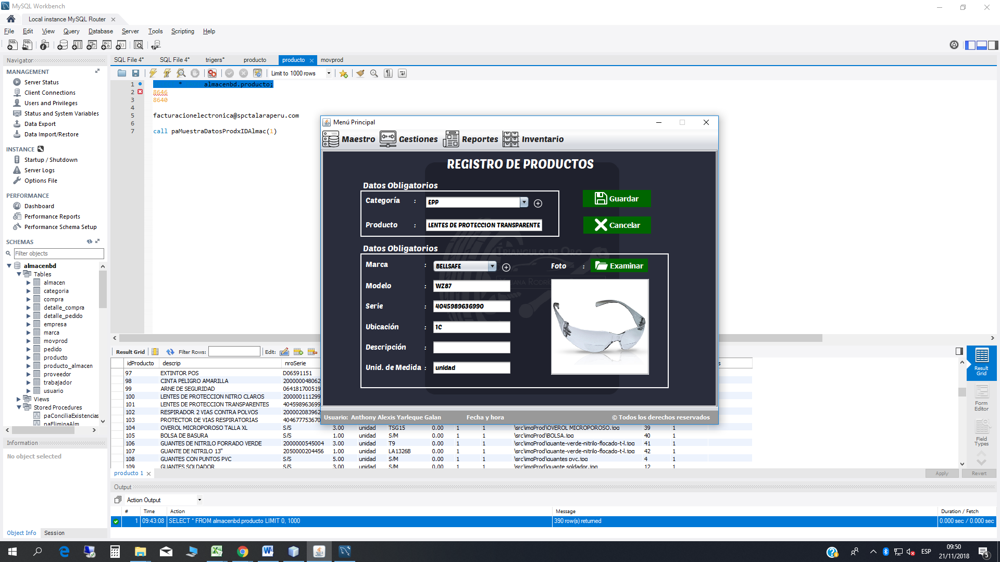 MySQL Workbench
Local instance MySQL Router
File Edit View Query Database Server Tools Scripting Help
Navigator
MANAGEMENT
Server Status
Client Connections
Users and Privileges
Status and System Variables
Data Export
Data Import/Restore
INSTANCE
Startup / Shutdown
Server Logs
Options File
PERFORMANCE
Dashboard
Performance Reports
Performance Schema Setup
SCHEMAS
Filter objects
almacenbd
Tables
almacen
categoria
compra
detalle_compra
detalle_pedido
empresa
marca
movprod
pedido
producto
producto_almacen
proveedor
trabajador
usuario
Views
Stored Procedures
paConciliaExistencias
paEliminaAlm
Information
No object selected
Object Info Session
SQL File 4* SQL File 4* trigers* producto producto movprod
Limit to 1000 rows
1 * almacenbd.producto;
2 8646
3 8640
4
5 facturacionelectronica@spctalaraperu.com
6
7 call paMuestraDatosProdxIDAlmac(1)
Menú Principal
Maestro Gestiones Reportes Inventario
REGISTRO DE PRODUCTOS
Datos Obligatorios
Categoría : EPP
Guardar
Producto : LENTES DE PROTECCION TRANSPARENTE
Cancelar
Datos Obligatorios
TRIANGULO DE ORO
Marca : BELLSAFE
Foto : Examinar
Modelo : WZ87
Serie : 4045989636990
Ubicación : 1C
Descripción :
Unid. de Medida : unidad
Usuario: Anthony Alexis Yarleque Galan Fecha y hora © Todos los derechos reservados
Result Grid Filter Rows: Edit:
idProducto descrip nroSerie
97 EXTINTOR POS D06591151
98 CINTA PELIGRO AMARILLA 200000048062
99 ARNE DE SEGURIDAD 064181700519
100 LENTES DE PROTECCION NITRO CLAROS 200000111299
101 LENTES DE PROTECCION TRANSPARENTES 404598963699
102 RESPIRADOR 2 VIAS CONTRA POLVOS 200002083962
103 PROTECTOR DE VIAS RESPIRATORIAS 404677753670
104 OVEROL MICROPOROSO TALLA XL S/S 3.00 unidad TSG15 0.00 1 1 \src\imgProd\OVEROL MICROPOROSO.jpg 39 1
105 BOLSA DE BASURA S/S 1.00 unidad S/M 0.00 1 1 \src\imgProd\BOLSA.jpg 40 1
106 GUANTES DE NITRILO FORRADO VERDE 2000000545004 3.00 unidad T9 0.00 1 1 \src\imgProd\guante-verde-nitrilo-flocado-t-l.jpg 41 1
107 GUANTE DE NITRILO 13" 2050000204456 1.00 unidad LA1326B 0.00 1 1 \src\imgProd\guante-verde-nitrilo-flocado-t-l.jpg 42 1
108 GUANTES CON PUNTOS PVC S/S 5.00 unidad S/M 0.00 1 1 \src\imgProd\guantes pvc.jpg 4 1
109 GUANTES SOLDADOR S/S 3.00 unidad S/M 0.00 1 1 \src\imgProd\guante soldador.jpg 12 1
Result Grid
Form Editor
Field Types
producto 1
Apply Revert
Output
Action Output
# Time Action Message Duration / Fetch
1 09:43:08 SELECT * FROM almacenbd.producto LIMIT 0, 1000 390 row(s) returned 0.000 sec / 0.000 sec
ESP
09:50
21/11/2018
5